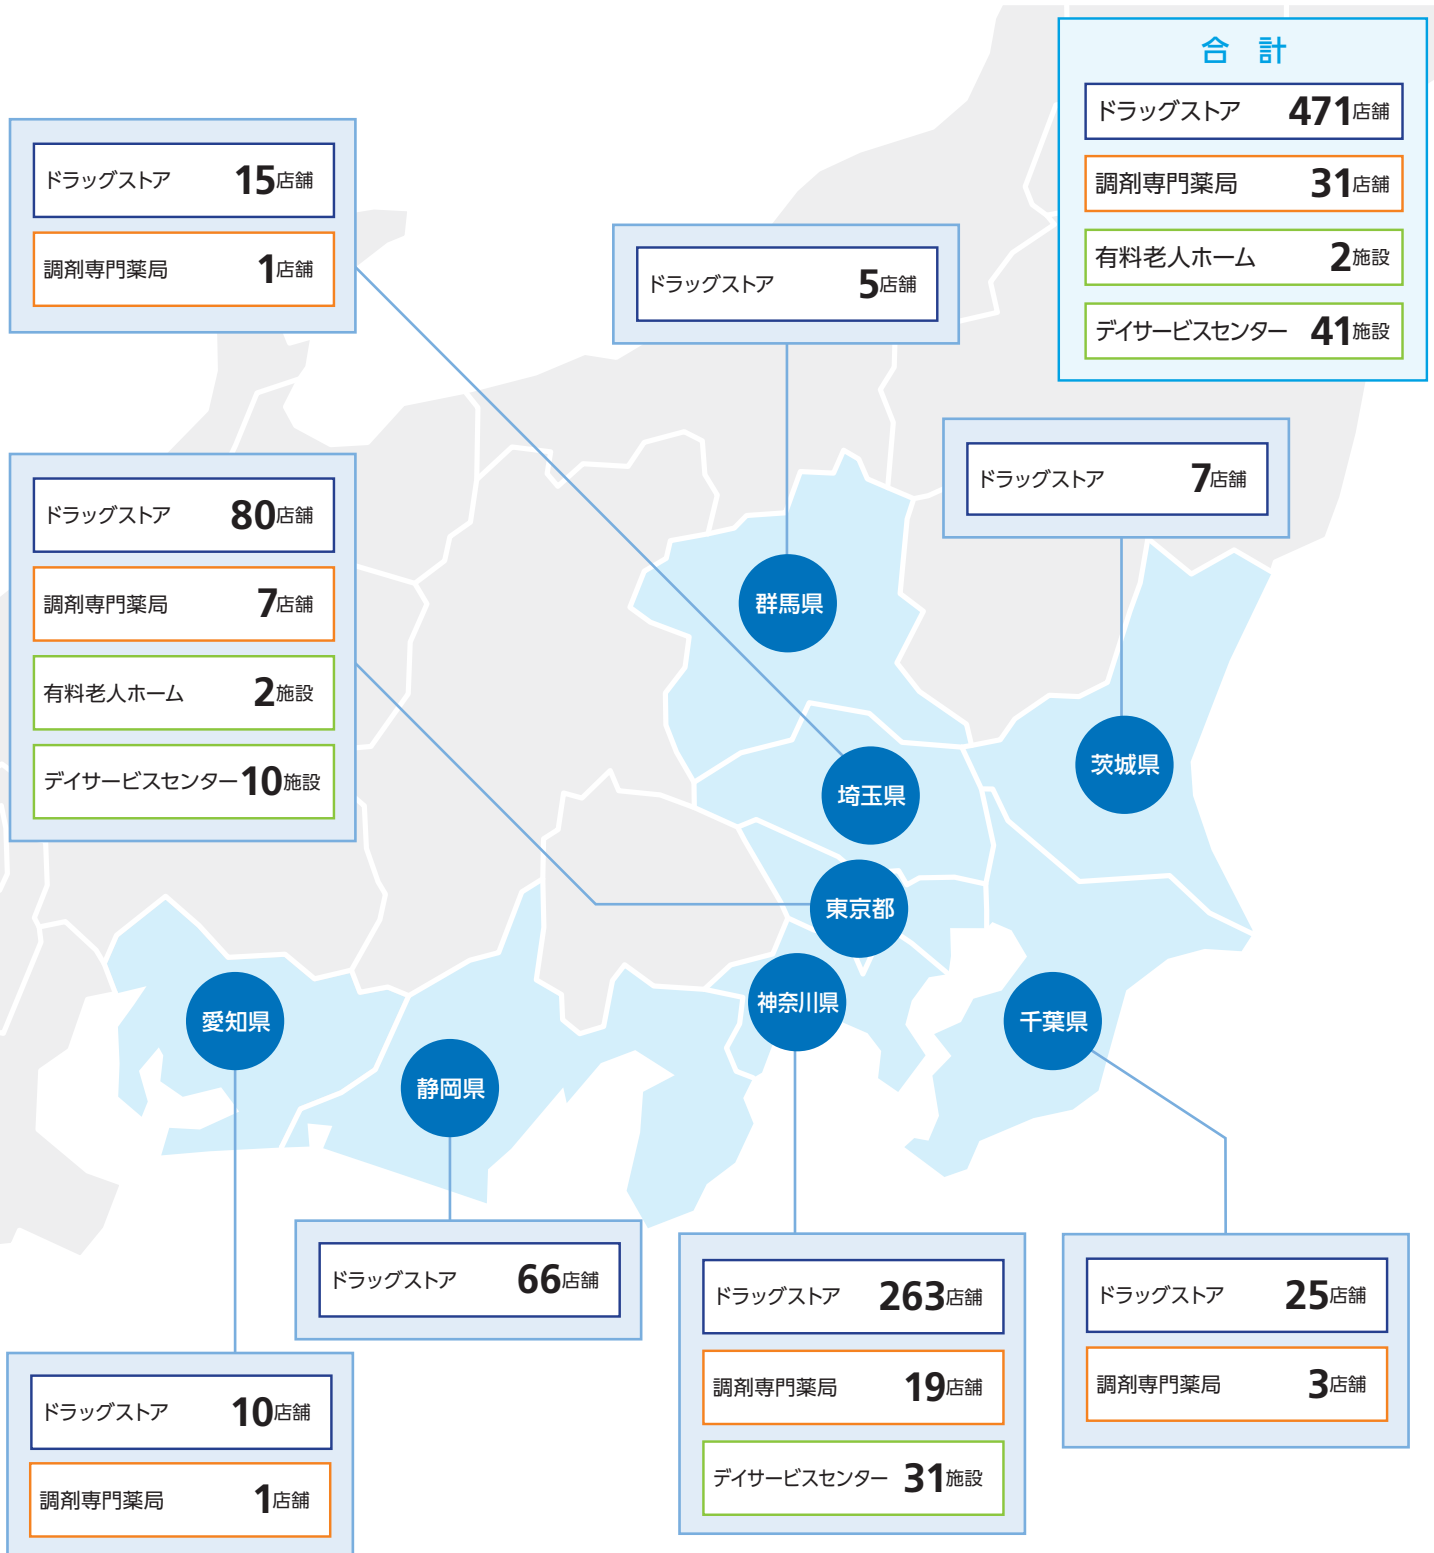 合 計
ドラッグストア 471店舗
調剤専門薬局 31店舗
有料老人ホーム 2施設
デイサービスセンター 41施設
ドラッグストア 15店舗
調剤専門薬局 1店舗
ドラッグストア 5店舗
ドラッグストア 7店舗
ドラッグストア 80店舗
調剤専門薬局 7店舗
有料老人ホーム 2施設
デイサービスセンター 10施設
群馬県
茨城県
埼玉県
東京都
神奈川県
千葉県
愛知県
静岡県
ドラッグストア 66店舗
ドラッグストア 263店舗
調剤専門薬局 19店舗
デイサービスセンター 31施設
ドラッグストア 25店舗
調剤専門薬局 3店舗
ドラッグストア 10店舗
調剤専門薬局 1店舗